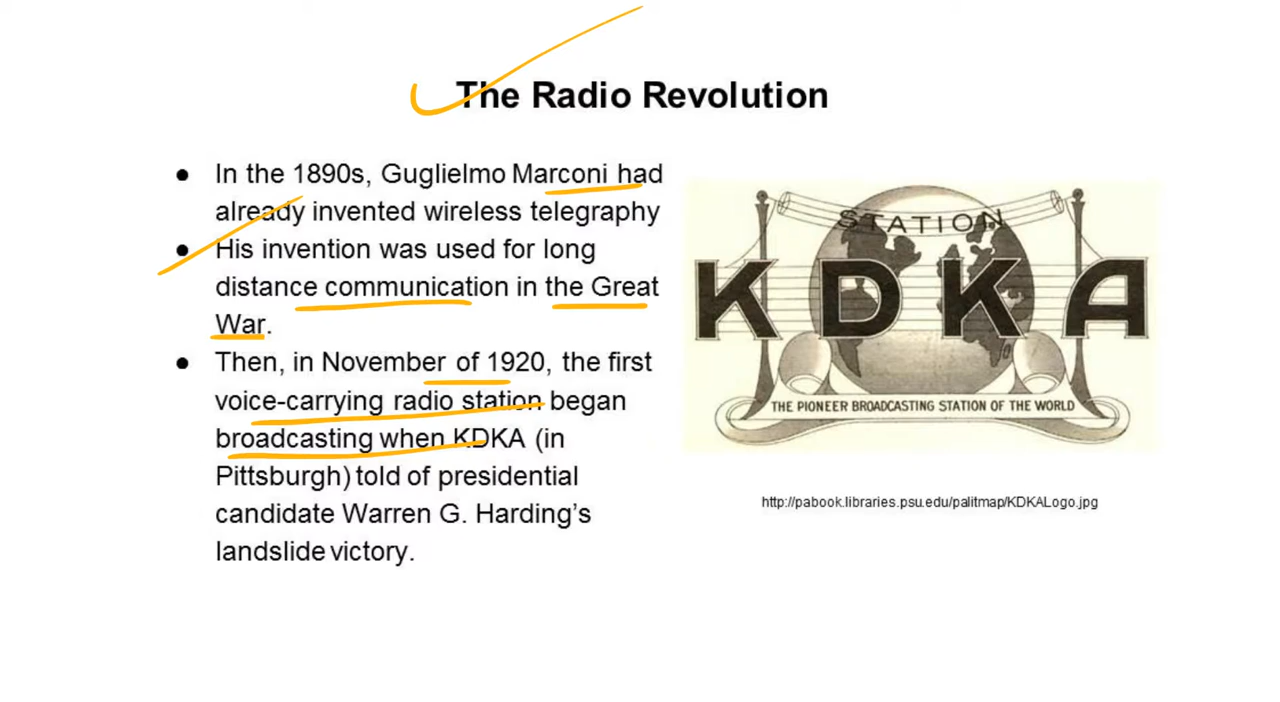 The Radio Revolution
● In the 1890s, Guglielmo Marconi had
already invented wireless telegraphy
● His invention was used for long
distance communication in the Great
War.
● Then, in November of 1920, the first
voice-carrying radio station began
broadcasting when KDKA (in
Pittsburgh) told of presidential
candidate Warren G. Harding's
landslide victory.
STATION
KDKA
THE PIONEER BROADCASTING STATION OF THE WORLD
http://pabook.libraries.psu.edu/palitmap/KDKALogo.jpg